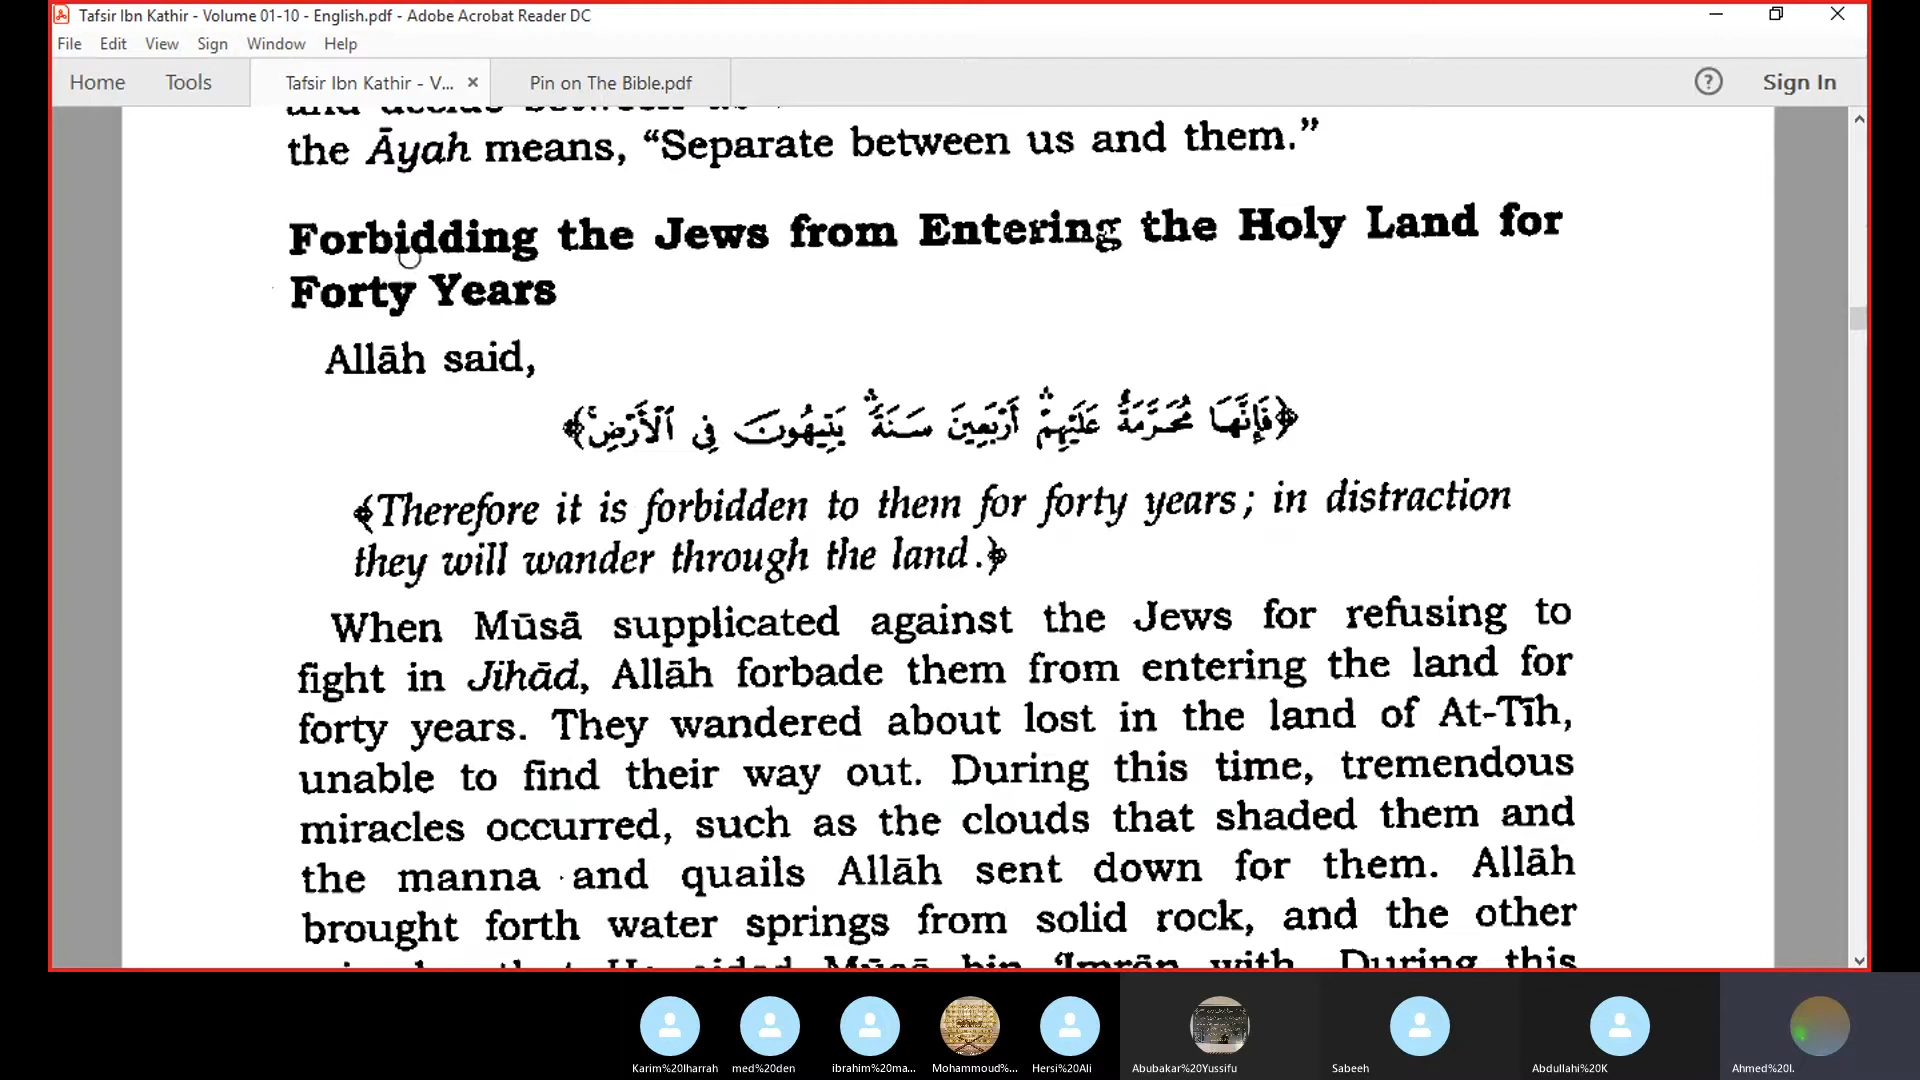 Tafsir Ibn Kathir - Volume 01-10 - English.pdf - Adobe Acrobat Reader DC
File Edit View Sign Window Help
Home Tools Tafsir Ibn Kathir - V... × Pin on The Bible.pdf ? Sign In
the Āyah means, “Separate between us and them.”
Forbidding the Jews from Entering the Holy Land for
Forty Years
Allāh said,
﴿فَإِنَّهَا مُحَرَّمَةٌ عَلَيْهِمْ أَرْبَعِينَ سَنَةً يَتِيهُونَ فِي ٱلْأَرْضِ﴾
﴾Therefore it is forbidden to them for forty years; in distraction
they will wander through the land.﴿
When Mūsā supplicated against the Jews for refusing to
fight in Jihād, Allāh forbade them from entering the land for
forty years. They wandered about lost in the land of At-Tīh,
unable to find their way out. During this time, tremendous
miracles occurred, such as the clouds that shaded them and
the manna and quails Allāh sent down for them. Allāh
brought forth water springs from solid rock, and the other
Karim%20Iharrah med%20den ibrahim%20ma... Mohammoud%... Hersi%20Ali Abubakar%20Yussifu Sabeeh Abdullahi%20K Ahmed%20I.